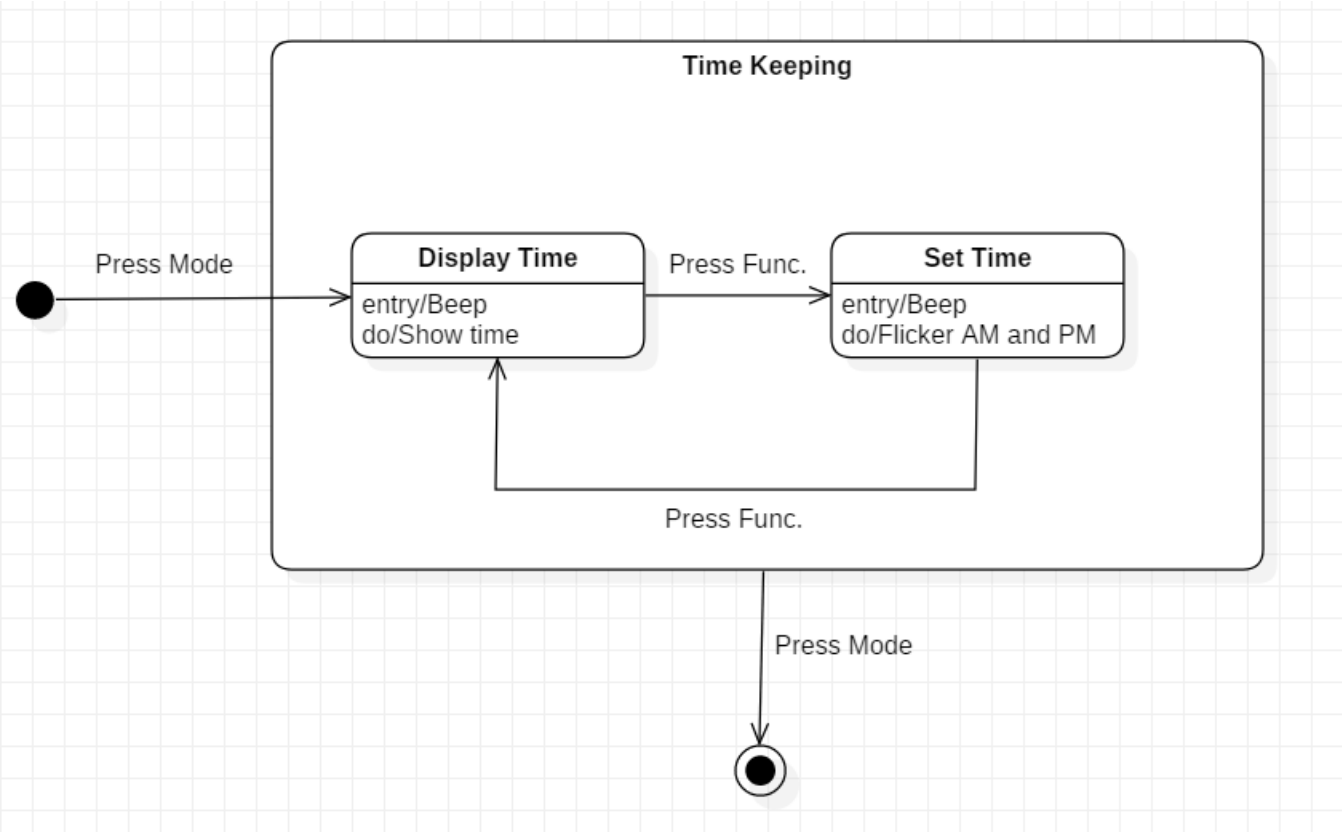 Time Keeping
Press Mode
Display Time
entry/Beep
do/Show time
Press Func.
Set Time
entry/Beep
do/Flicker AM and PM
Press Func.
Press Mode